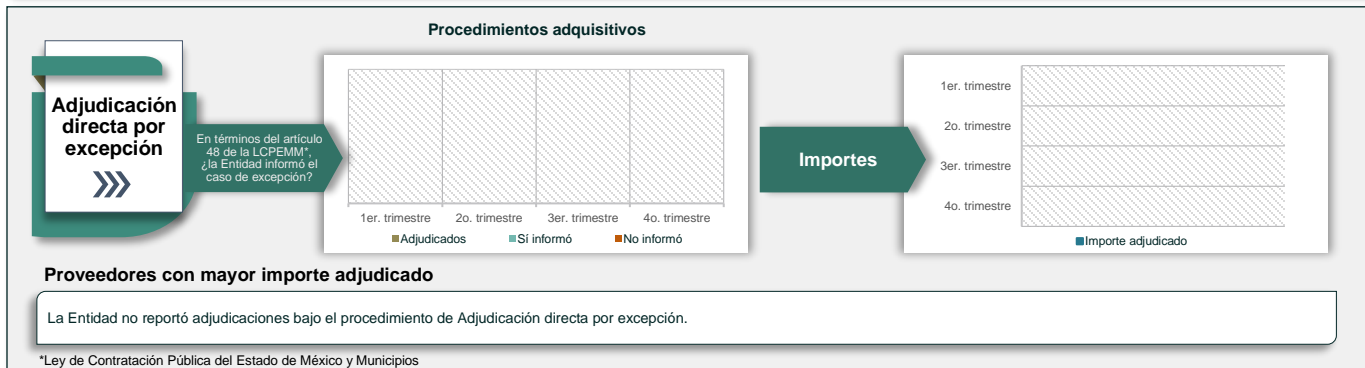 Procedimientos adquisitivos
Adjudicación
directa por
excepción
En términos del artículo
48 de la LCPEMM*,
¿la Entidad informó el
caso de excepción?
1er. trimestre 2o. trimestre 3er. trimestre 4o. trimestre
Adjudicados Sí informó No informó
Importes
1er. trimestre
2o. trimestre
3er. trimestre
4o. trimestre
Importe adjudicado
Proveedores con mayor importe adjudicado
La Entidad no reportó adjudicaciones bajo el procedimiento de Adjudicación directa por excepción.
*Ley de Contratación Pública del Estado de México y Municipios